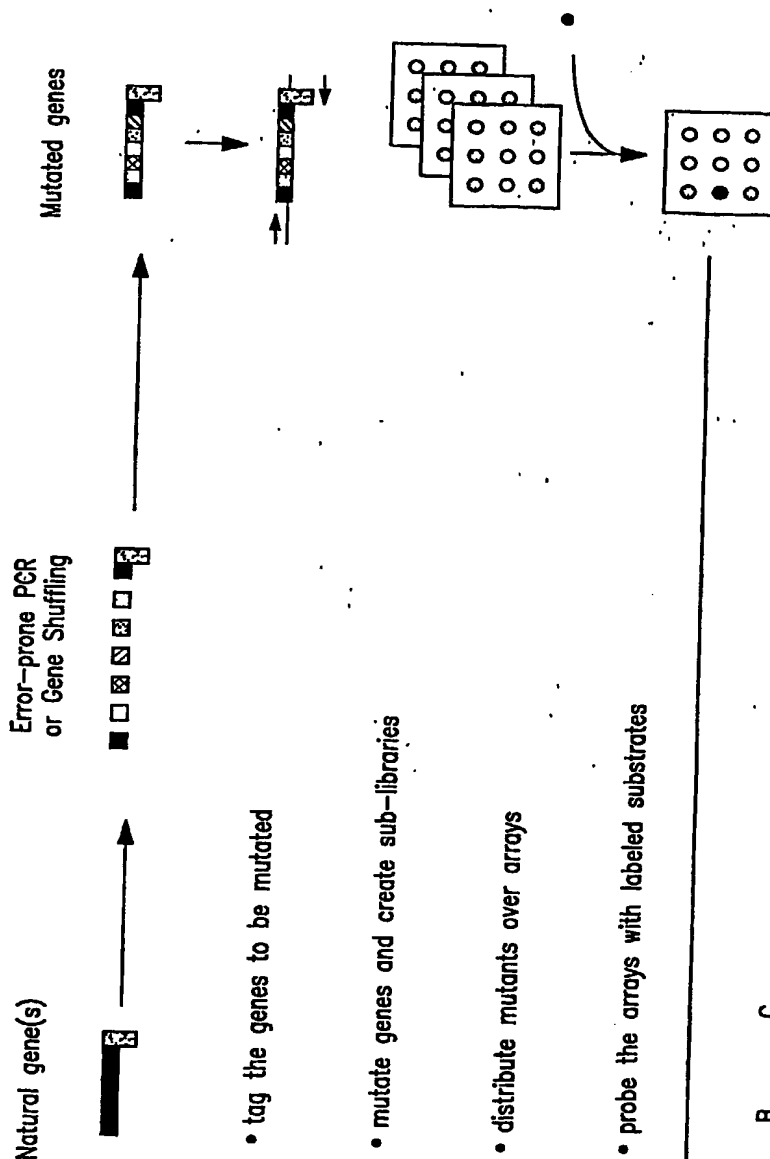 Natural gene(s)
Error-prone PCR
or Gene Shuffling
Mutated genes
• tag the genes to be mutated
• mutate genes and create sub-libraries
• distribute mutants over arrays
• probe the arrays with labeled substrates